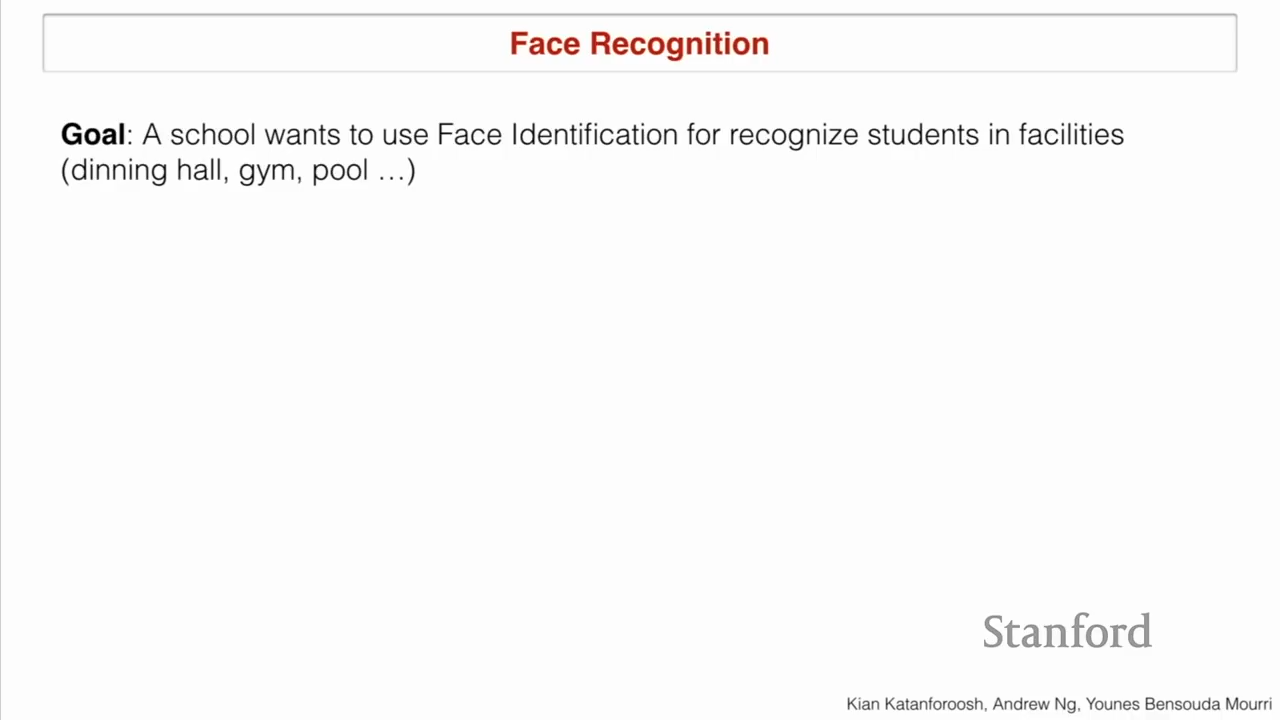 Face Recognition
Goal: A school wants to use Face Identification for recognize students in facilities
(dinning hall, gym, pool …)
Stanford
Kian Katanforoosh, Andrew Ng, Younes Bensouda Mourri